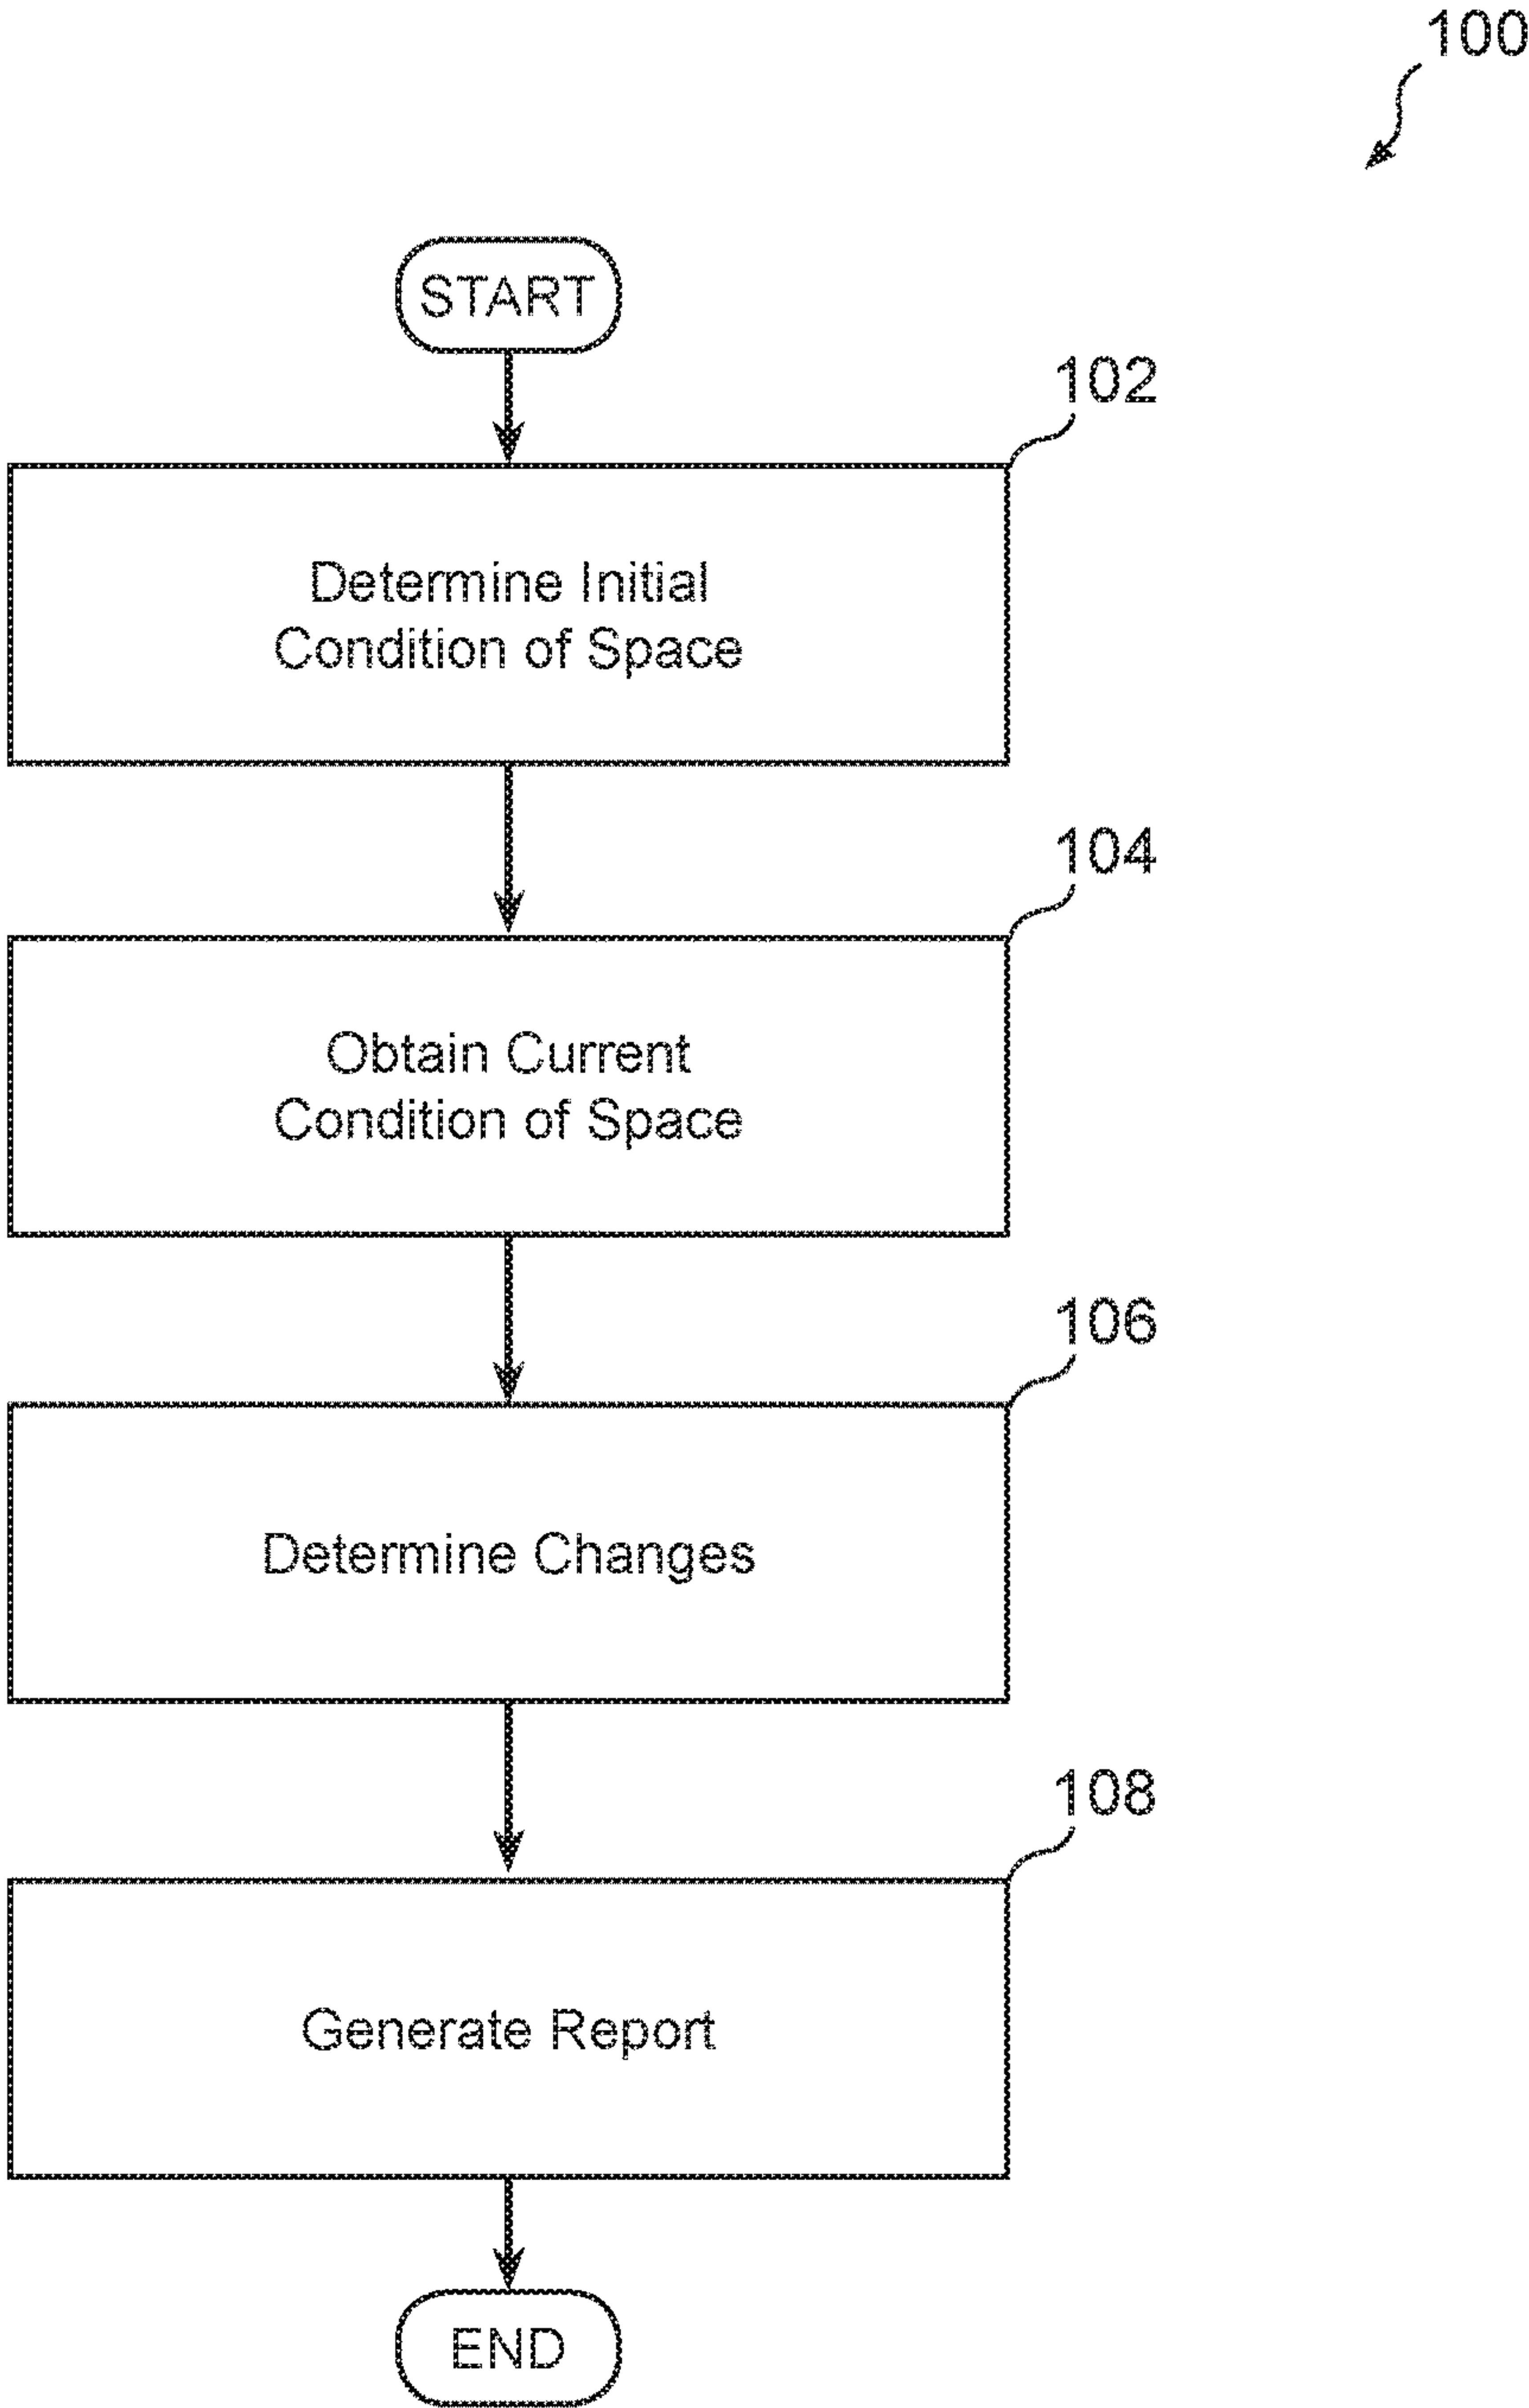 100
START
102
Determine Initial
Condition of Space
104
Obtain Current
Condition of Space
106
Determine Changes
108
Generate Report
END